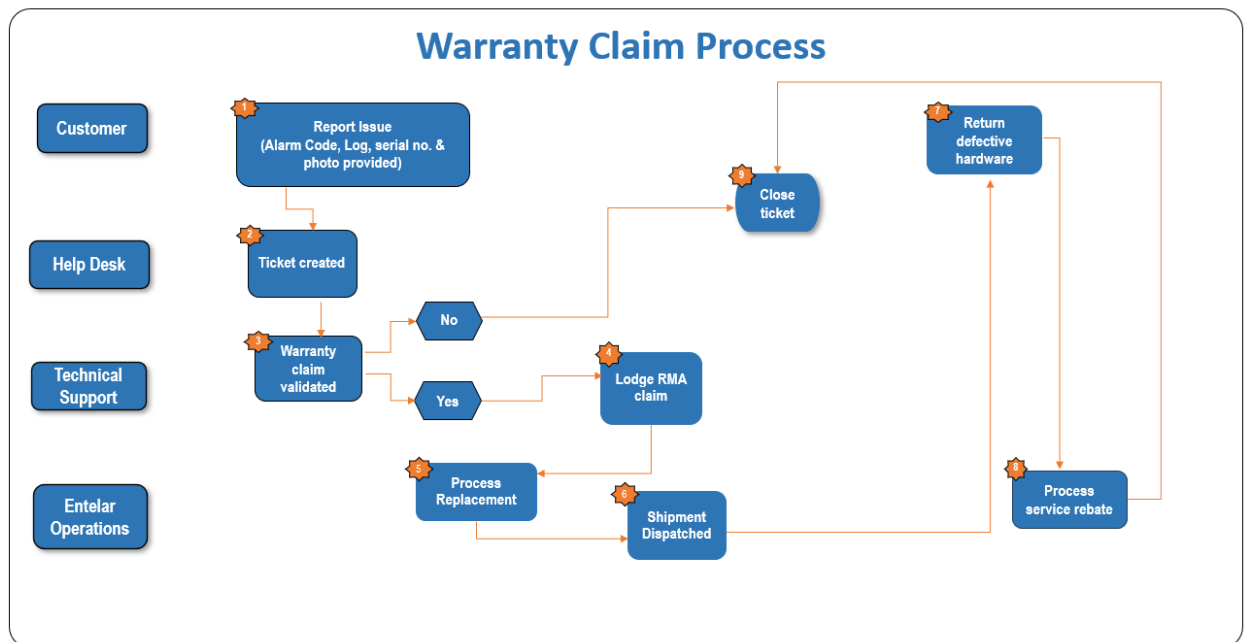 Warranty Claim Process
Customer
1
Report Issue
(Alarm Code, Log, serial no. &
photo provided)
7
Return
defective
hardware
9
Close
ticket
Help Desk
2
Ticket created
No
3
Warranty
claim
validated
Technical
Support
Yes
4
Lodge RMA
claim
Entelar
Operations
5
Process
Replacement
6
Shipment
Dispatched
8
Process
service rebate